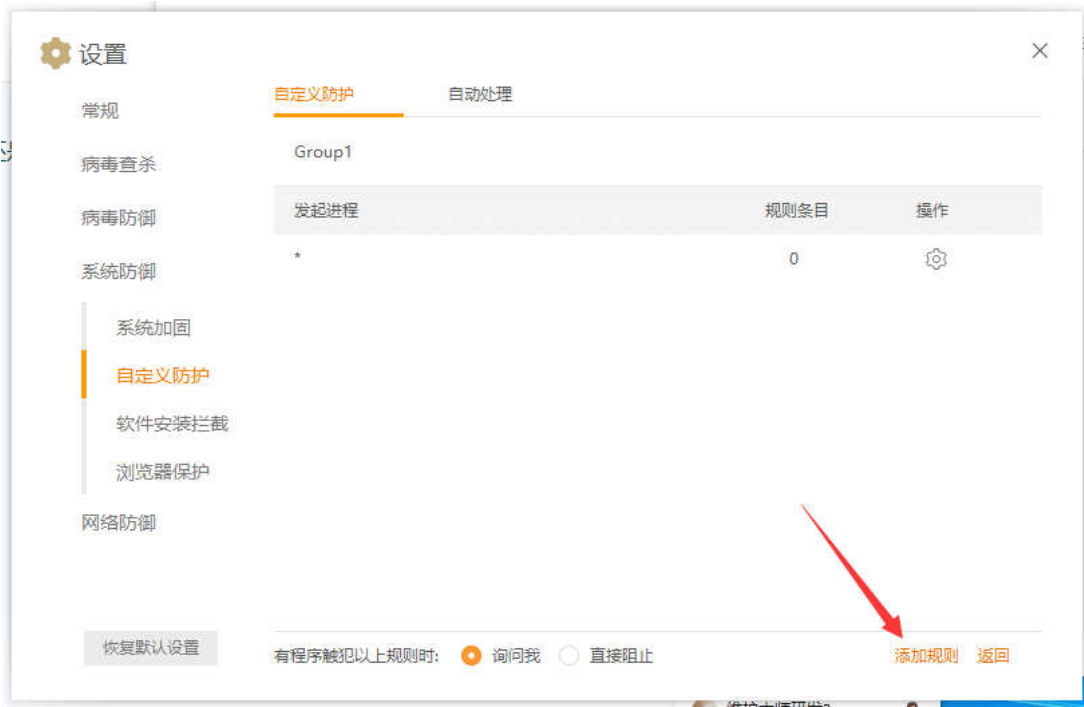 设置
常规
病毒查杀
病毒防御
系统防御
系统加固
自定义防护
软件安装拦截
浏览器保护
网络防御
恢复默认设置
自定义防护 自动处理
Group1
发起进程 规则条目 操作
* 0
有程序触犯以上规则时: 询问我 直接阻止 添加规则 返回